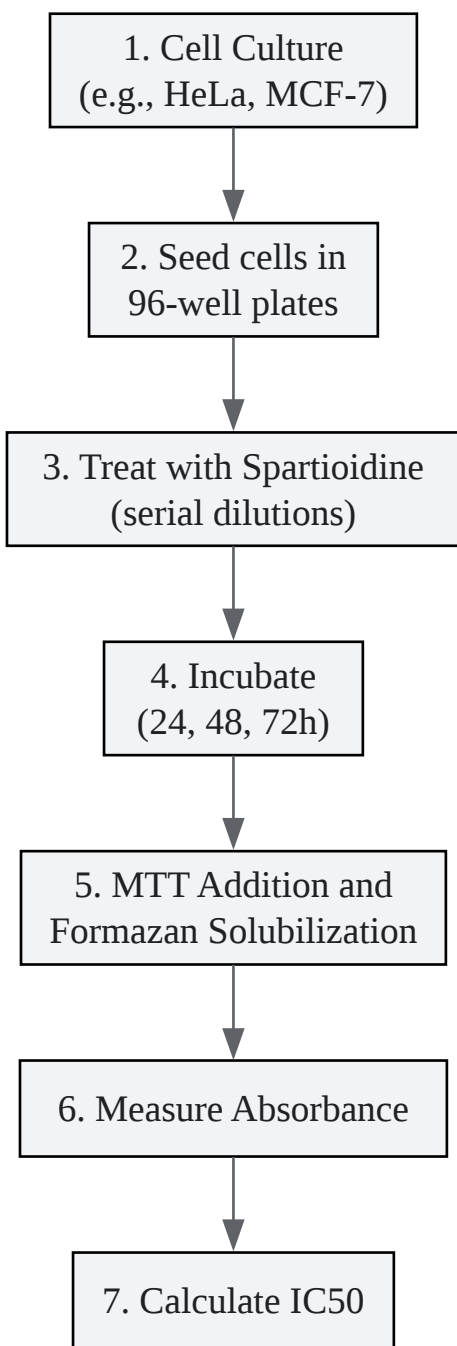 1. Cell Culture
(e.g., HeLa, MCF-7)
2. Seed cells in
96-well plates
3. Treat with Spartioidine
(serial dilutions)
4. Incubate
(24, 48, 72h)
5. MTT Addition and
Formazan Solubilization
6. Measure Absorbance
7. Calculate IC50